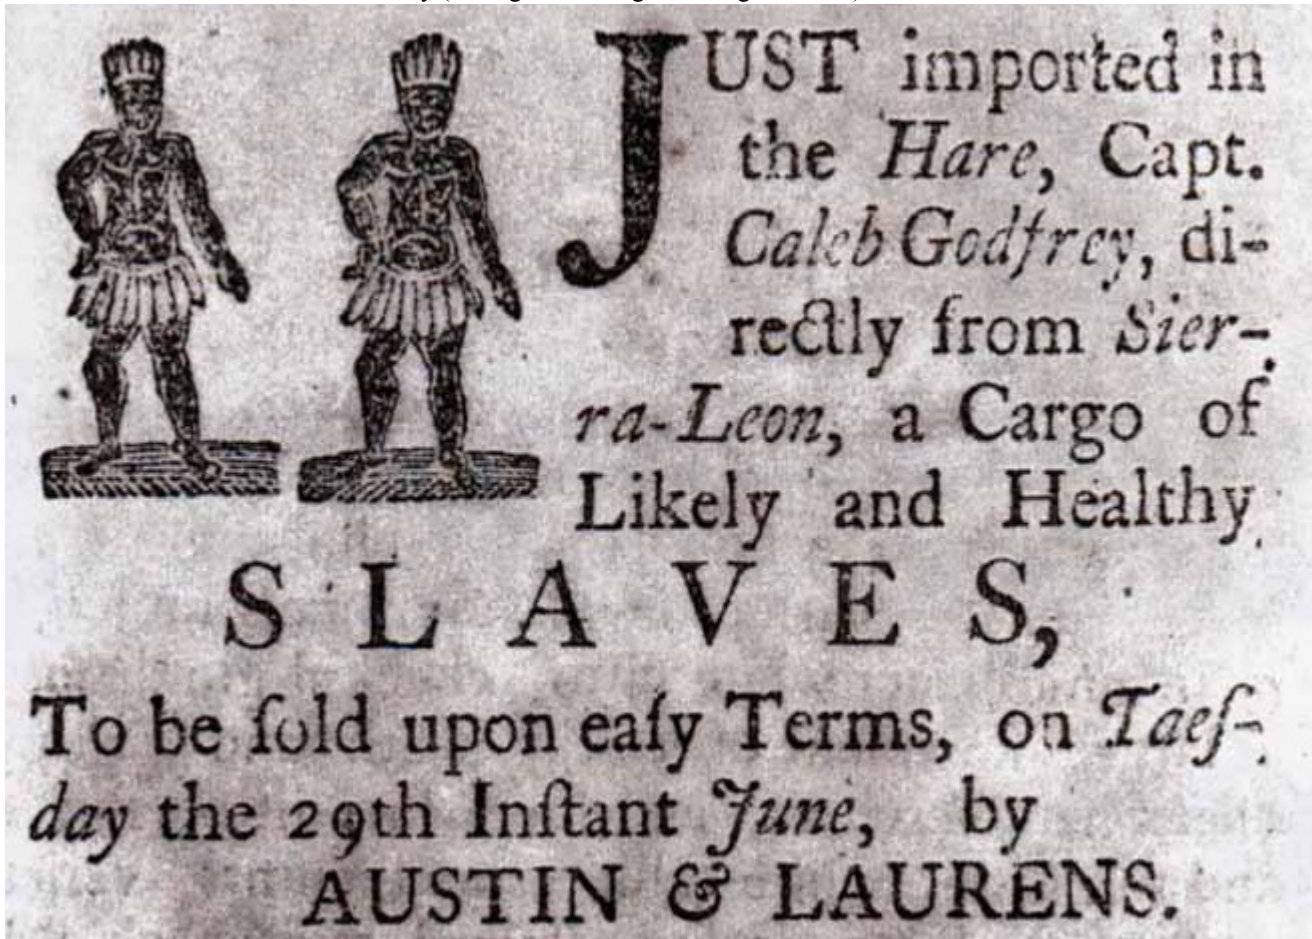 JUST imported in
the Hare, Capt.
Caleb Godfrey, di-
rectly from Sier-
ra-Leon, a Cargo of
Likely and Healthy
SLAVES,
To be ſold upon eaſy Terms, on Tueſ-
day the 29th Inſtant June, by
AUSTIN & LAURENS.